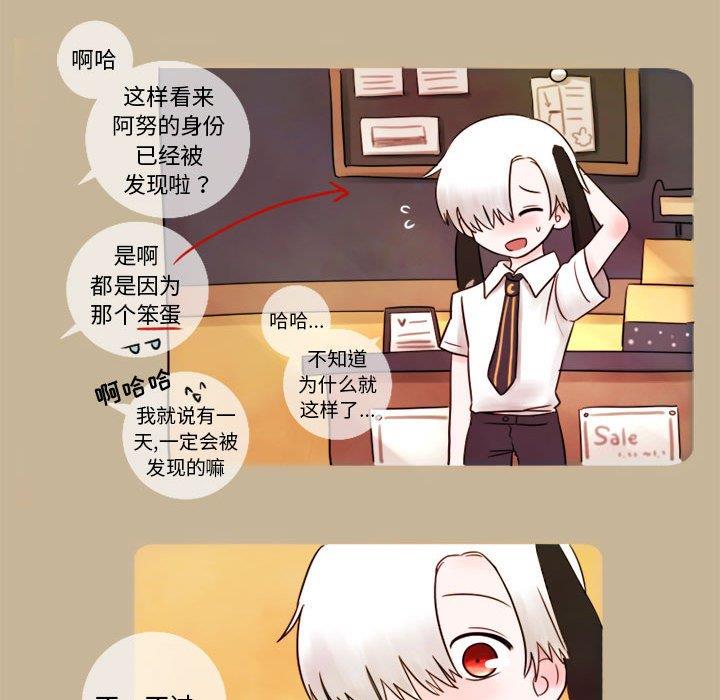 啊哈
这样看来
阿努的身份
已经被
发现啦？
是啊
都是因为
那个笨蛋
啊哈哈
我就说有一
天,一定会被
发现的嘛
哈哈...
不知道
为什么就
这样了...
Sale